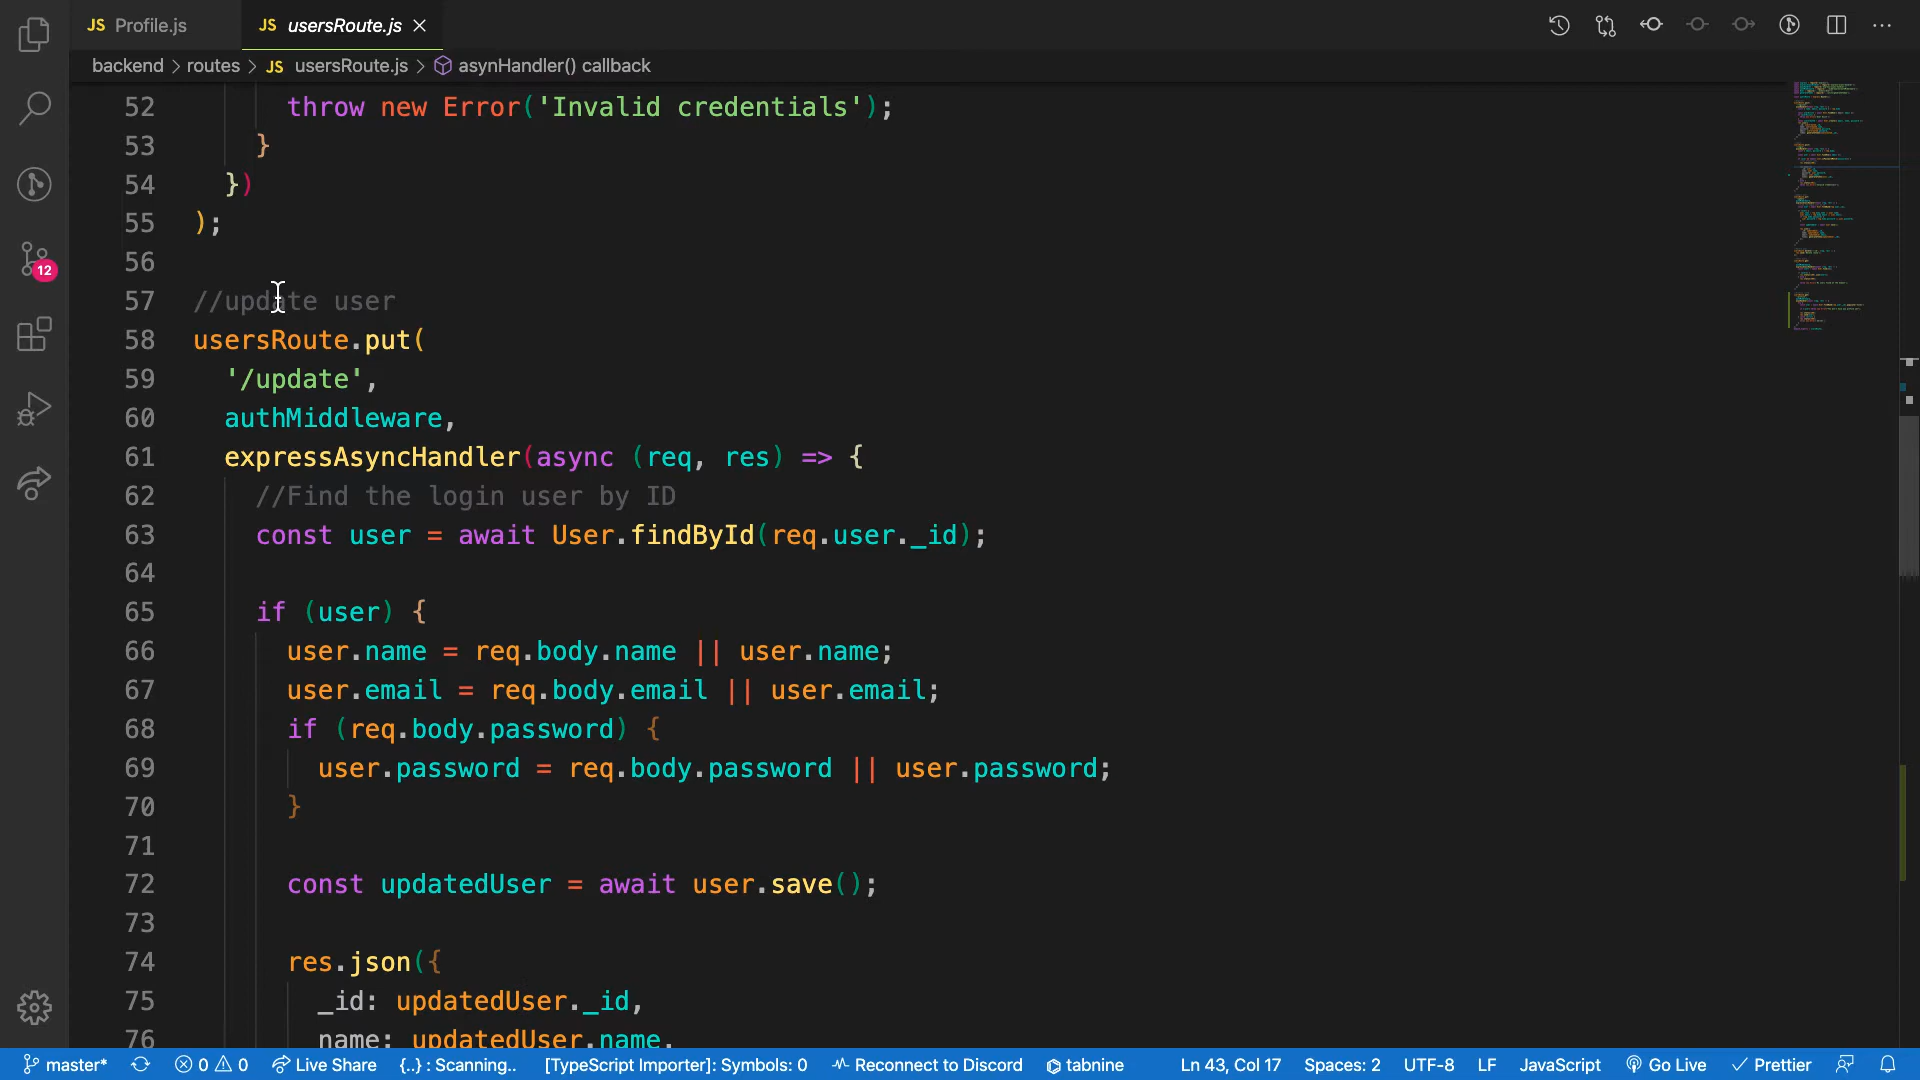 JS Profile.js
JS usersRoute.js
backend > routes > JS usersRoute.js > asynHandler() callback
52 throw new Error('Invalid credentials');
53 }
54 })
55 );
56
57 //update user
58 usersRoute.put(
59 '/update',
60 authMiddleware,
61 expressAsyncHandler(async (req, res) => {
62 //Find the login user by ID
63 const user = await User.findById(req.user._id);
64
65 if (user) {
66 user.name = req.body.name || user.name;
67 user.email = req.body.email || user.email;
68 if (req.body.password) {
69 user.password = req.body.password || user.password;
70 }
71
72 const updatedUser = await user.save();
73
74 res.json({
75 _id: updatedUser._id,
76 name: updatedUser.name,
12
master* 0 0 Live Share {..} : Scanning.. [TypeScript Importer]: Symbols: 0 Reconnect to Discord tabnine Ln 43, Col 17 Spaces: 2 UTF-8 LF JavaScript Go Live Prettier